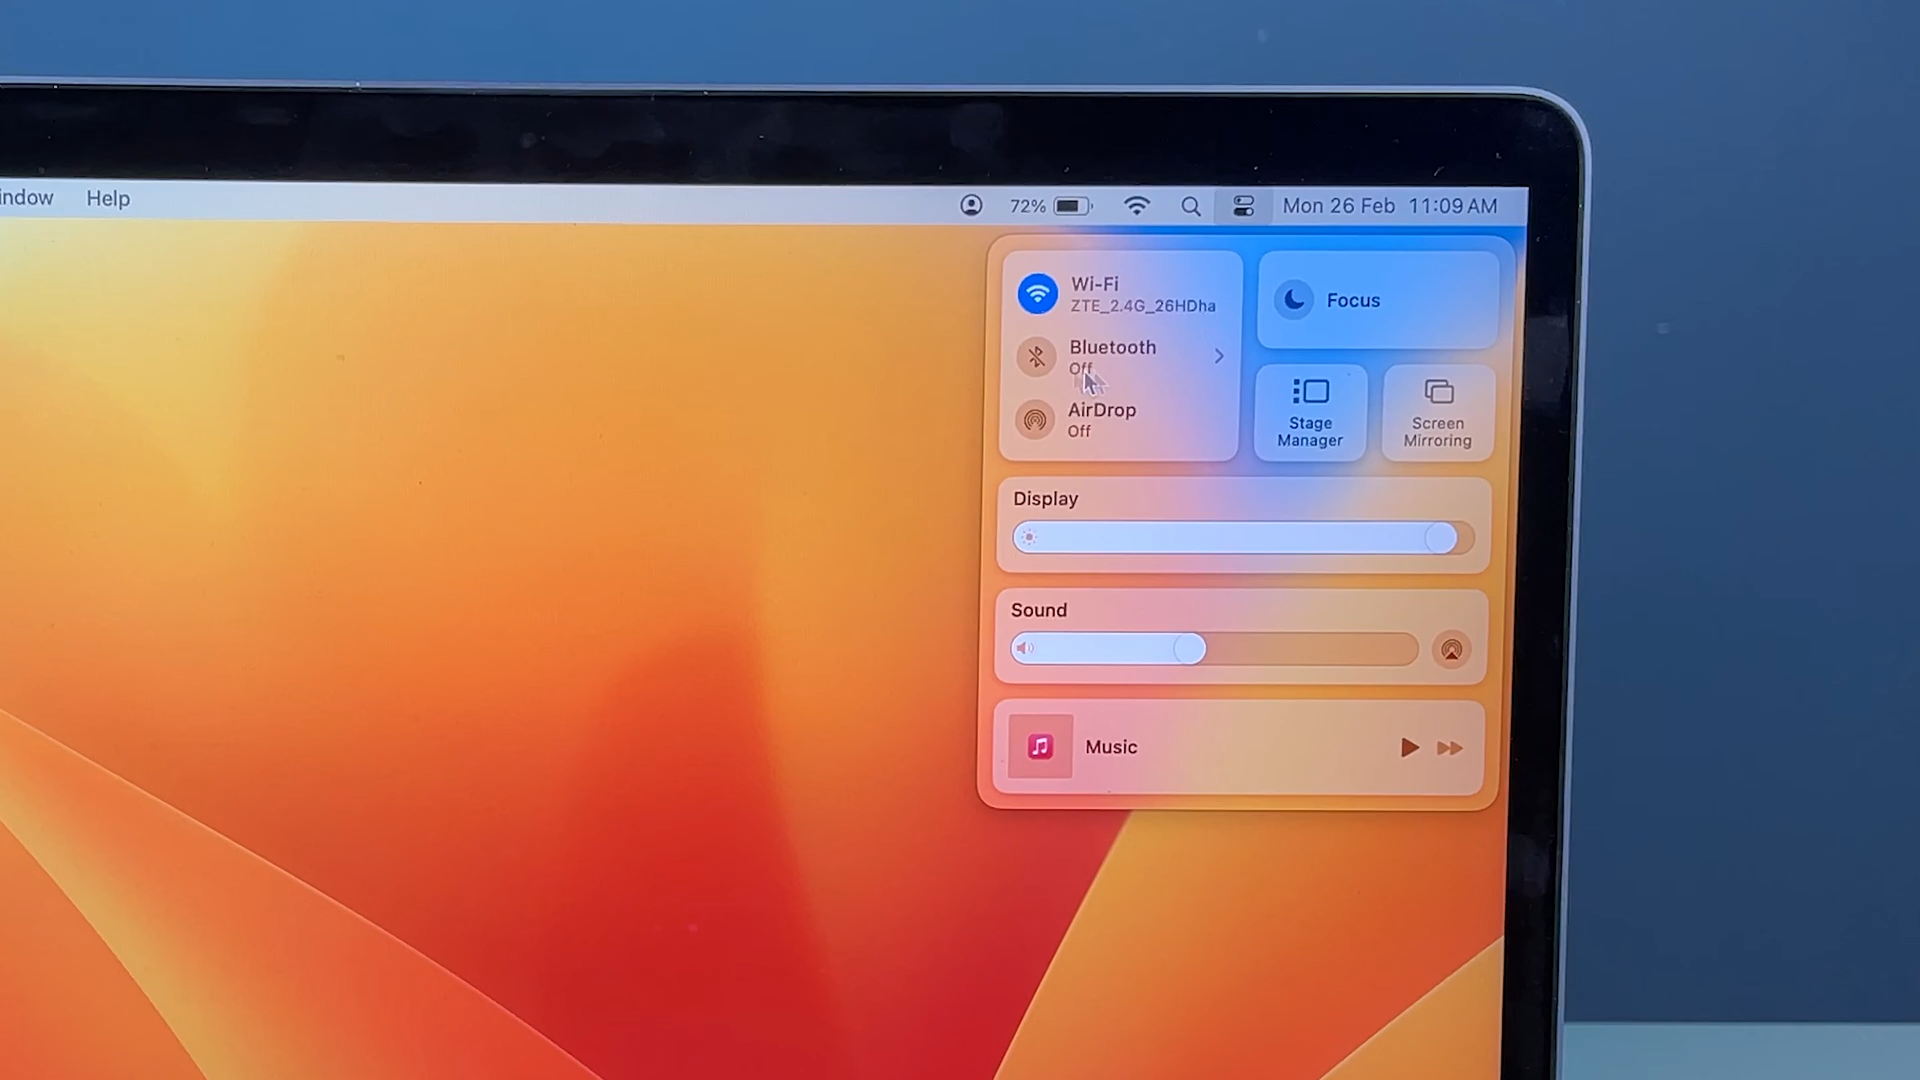 indow Help 72% Mon 26 Feb 11:09 AM
Wi-Fi
ZTE_2.4G_26HDha
Focus
Bluetooth
Off
AirDrop
Off
Stage
Manager
Screen
Mirroring
Display
Sound
Music